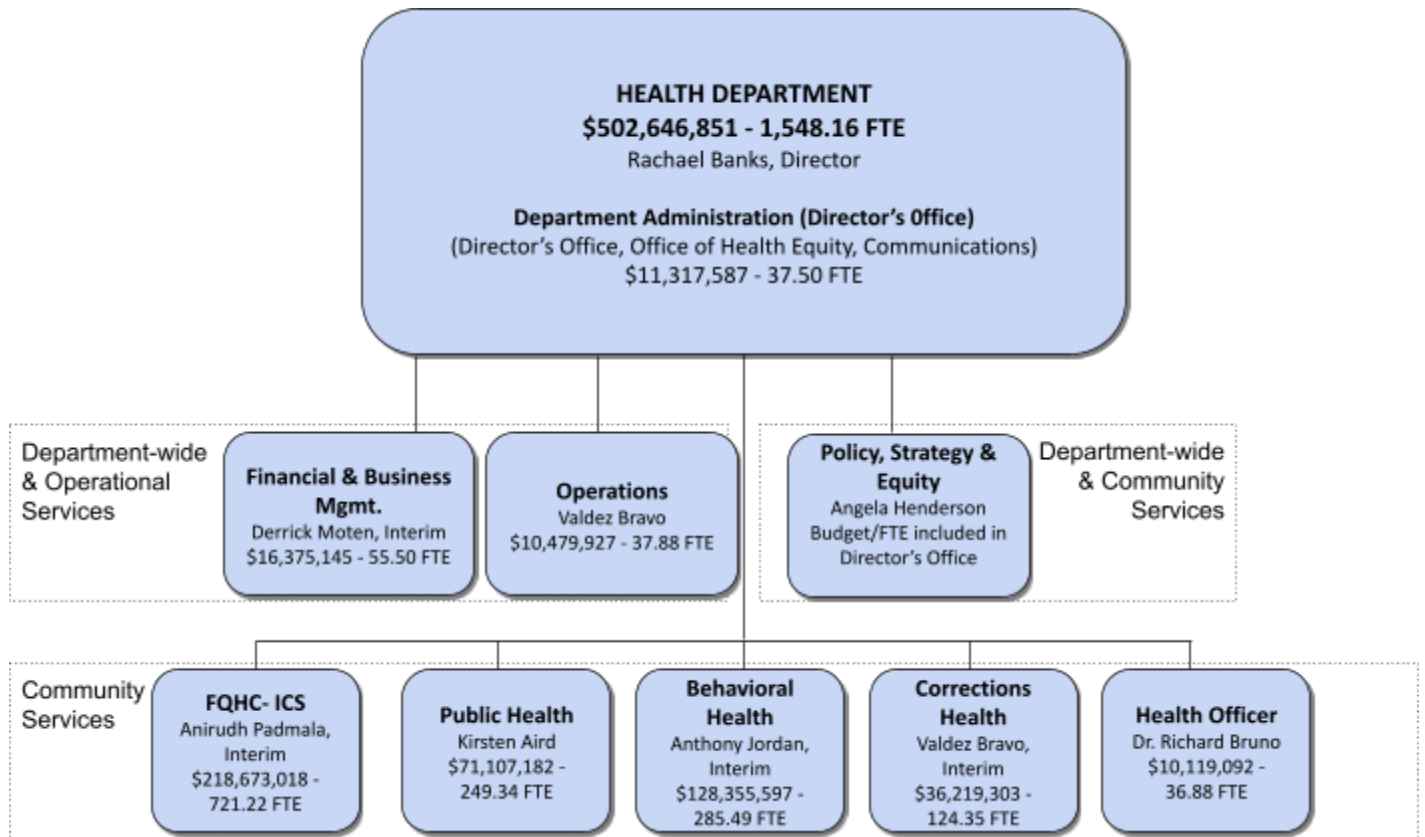 HEALTH DEPARTMENT
$502,646,851 - 1,548.16 FTE
Rachael Banks, Director
Department Administration (Director’s 0ffice)
(Director’s Office, Office of Health Equity, Communications)
$11,317,587 - 37.50 FTE
Department-wide
& Operational
Services
Financial & Business
Mgmt.
Derrick Moten, Interim
$16,375,145 - 55.50 FTE
Operations
Valdez Bravo
$10,479,927 - 37.88 FTE
Policy, Strategy &
Equity
Angela Henderson
Budget/FTE included in
Director’s Office
Department-wide
& Community
Services
Community
Services
FQHC- ICS
Anirudh Padmala,
Interim
$218,673,018 -
721.22 FTE
Public Health
Kirsten Aird
$71,107,182 -
249.34 FTE
Behavioral
Health
Anthony Jordan,
Interim
$128,355,597 -
285.49 FTE
Corrections
Health
Valdez Bravo,
Interim
$36,219,303 -
124.35 FTE
Health Officer
Dr. Richard Bruno
$10,119,092 -
36.88 FTE